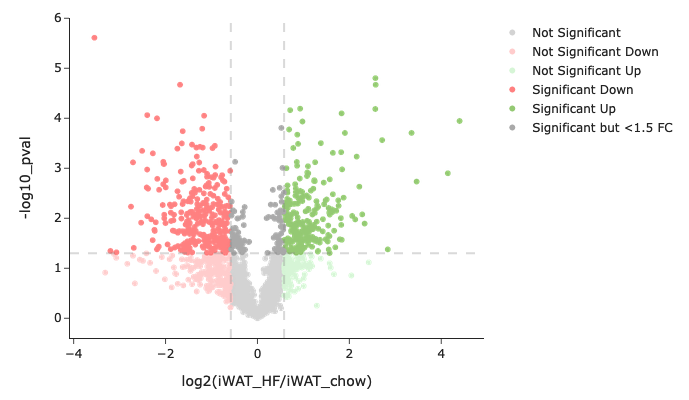 6
5
4
3
2
1
0
-log10_pval
−4
−2
0
2
4
log2(iWAT_HF/iWAT_chow)
Not Significant
Not Significant Down
Not Significant Up
Significant Down
Significant Up
Significant but <1.5 FC